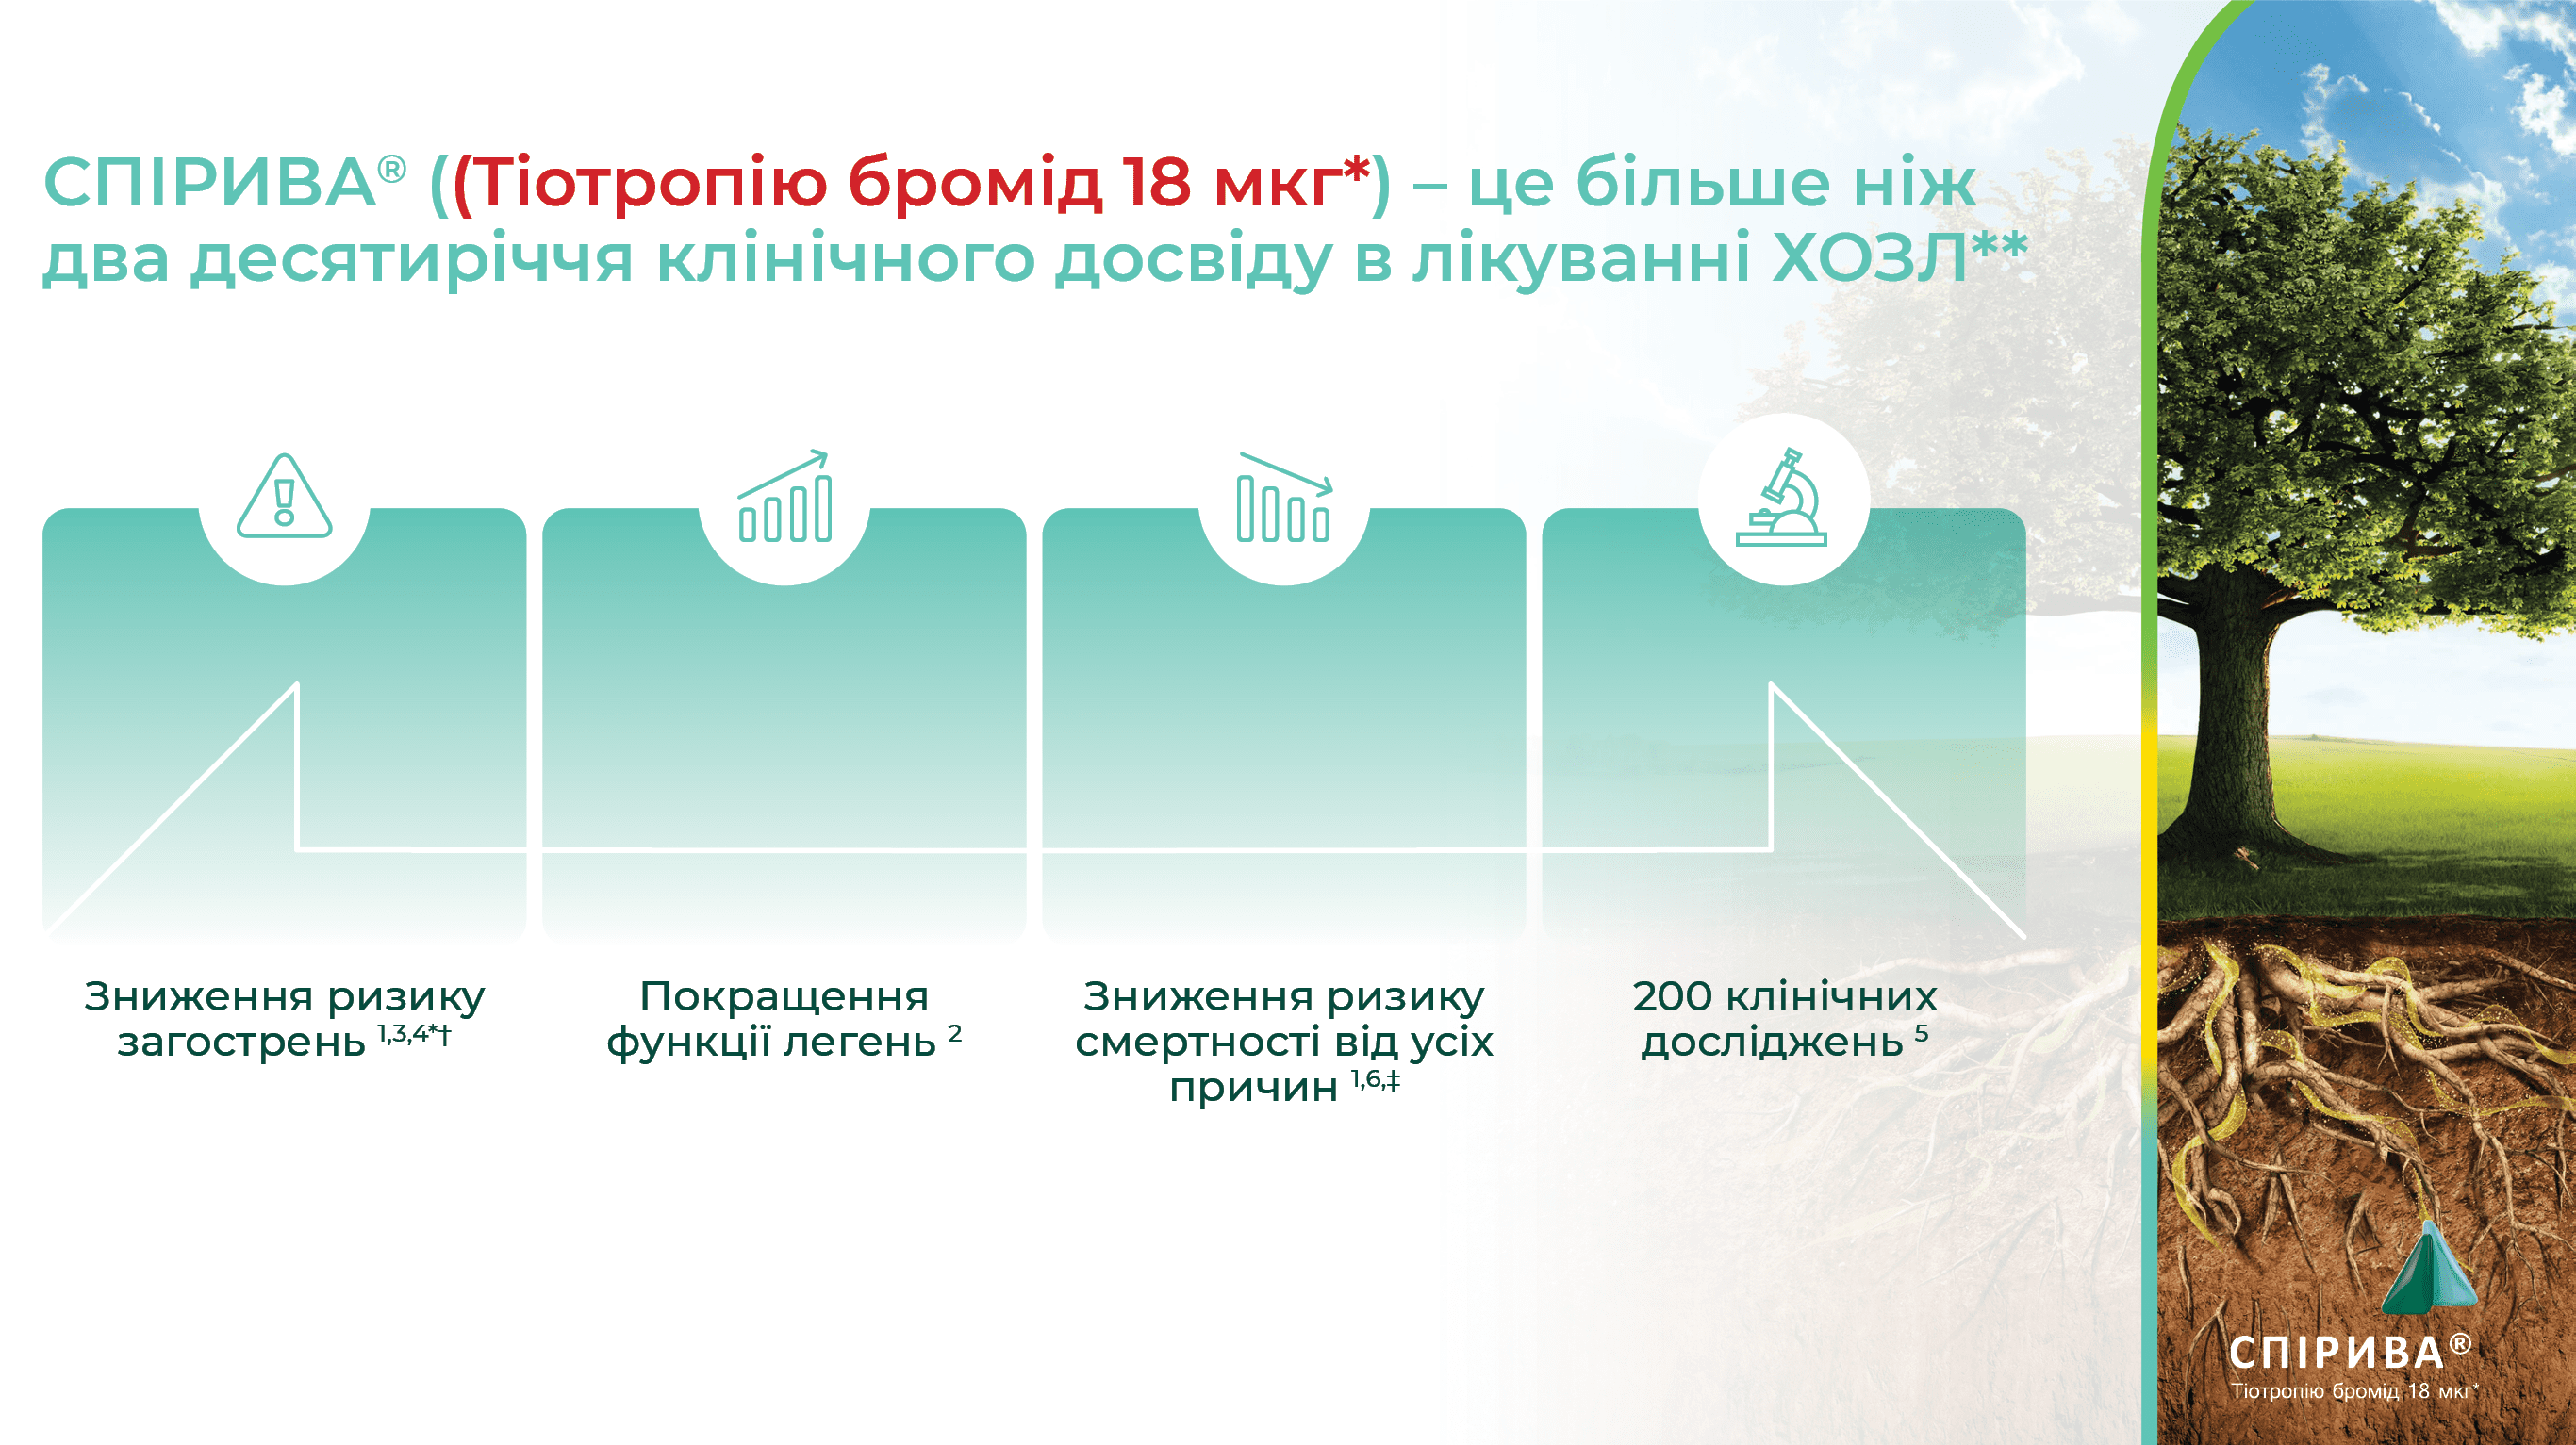 СПІРИВА® ((Тіотропію бромід 18 мкг*) – це більше ніж
два десятиріччя клінічного досвіду в лікуванні ХОЗЛ**
Зниження ризику
загострень 1,3,4*†
Покращення
функції легень 2
Зниження ризику
смертності від усіх
причин 1,6,‡
200 клінічних
досліджень 5
СПІРИВА®
Тіотропію бромід 18 мкг*